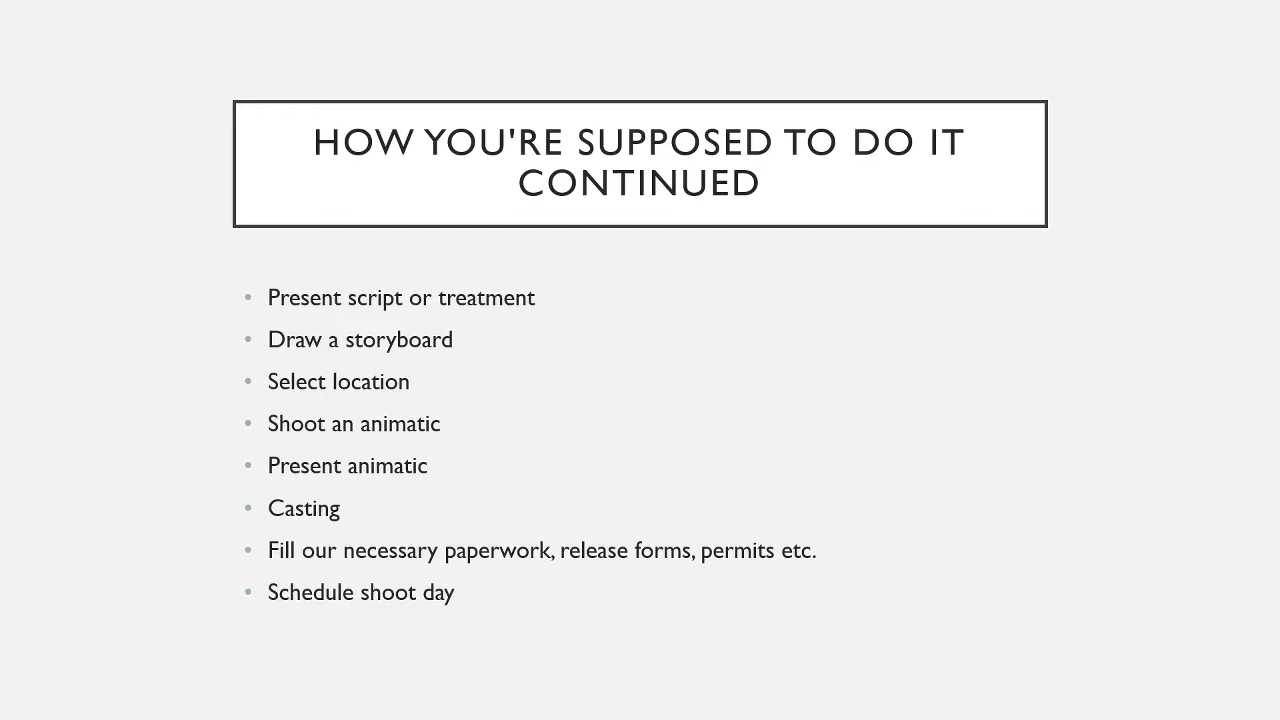 HOW YOU'RE SUPPOSED TO DO IT
CONTINUED
• Present script or treatment
• Draw a storyboard
• Select location
• Shoot an animatic
• Present animatic
• Casting
• Fill our necessary paperwork, release forms, permits etc.
• Schedule shoot day